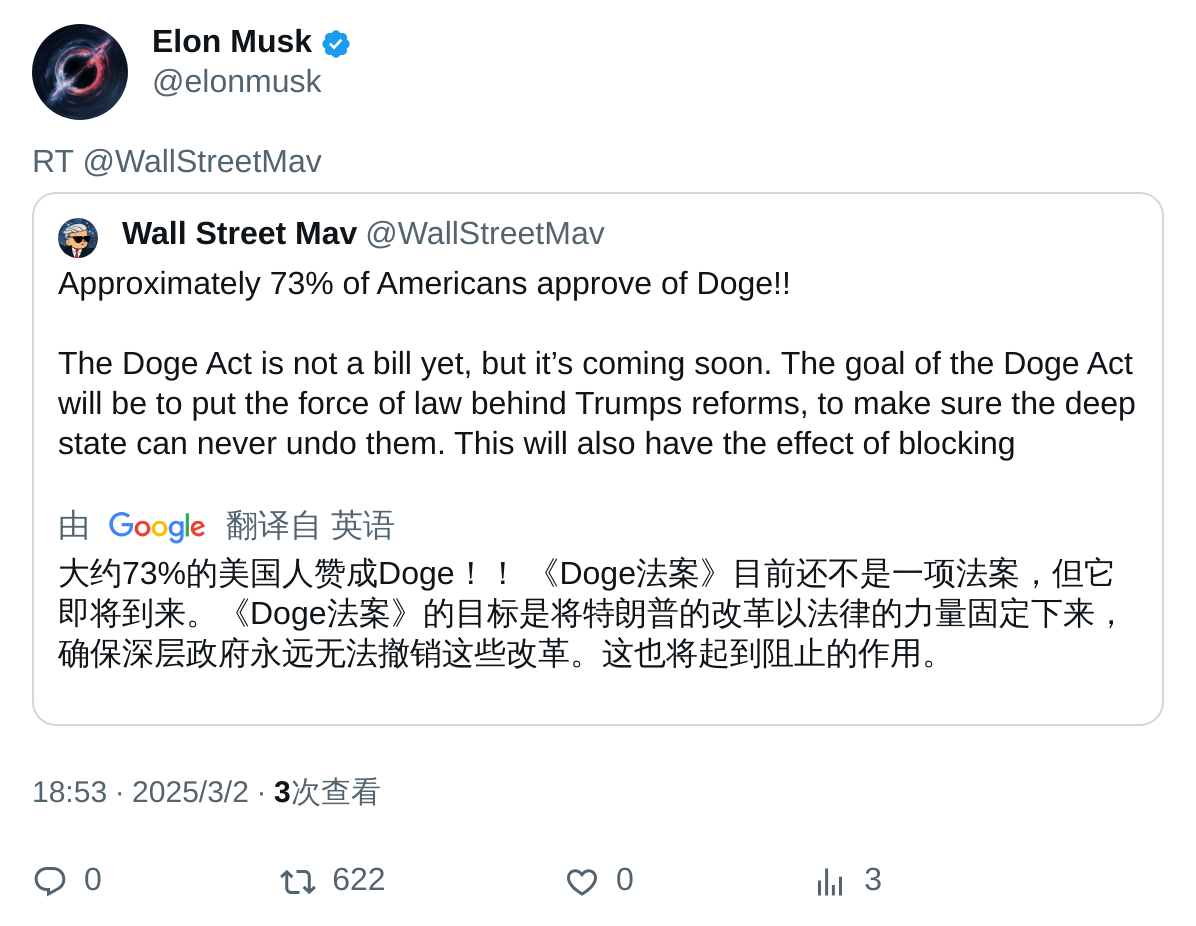 Elon Musk
@elonmusk
RT @WallStreetMav
Wall Street Mav @WallStreetMav
Approximately 73% of Americans approve of Doge!!
The Doge Act is not a bill yet, but it’s coming soon. The goal of the Doge Act
will be to put the force of law behind Trumps reforms, to make sure the deep
state can never undo them. This will also have the effect of blocking
由 Google 翻译自 英语
大约73%的美国人赞成Doge！！ 《Doge法案》目前还不是一项法案，但它
即将到来。《Doge法案》的目标是将特朗普的改革以法律的力量固定下来，
确保深层政府永远无法撤销这些改革。这也将起到阻止的作用。
18:53 · 2025/3/2 · 3次查看
0 622 0 3